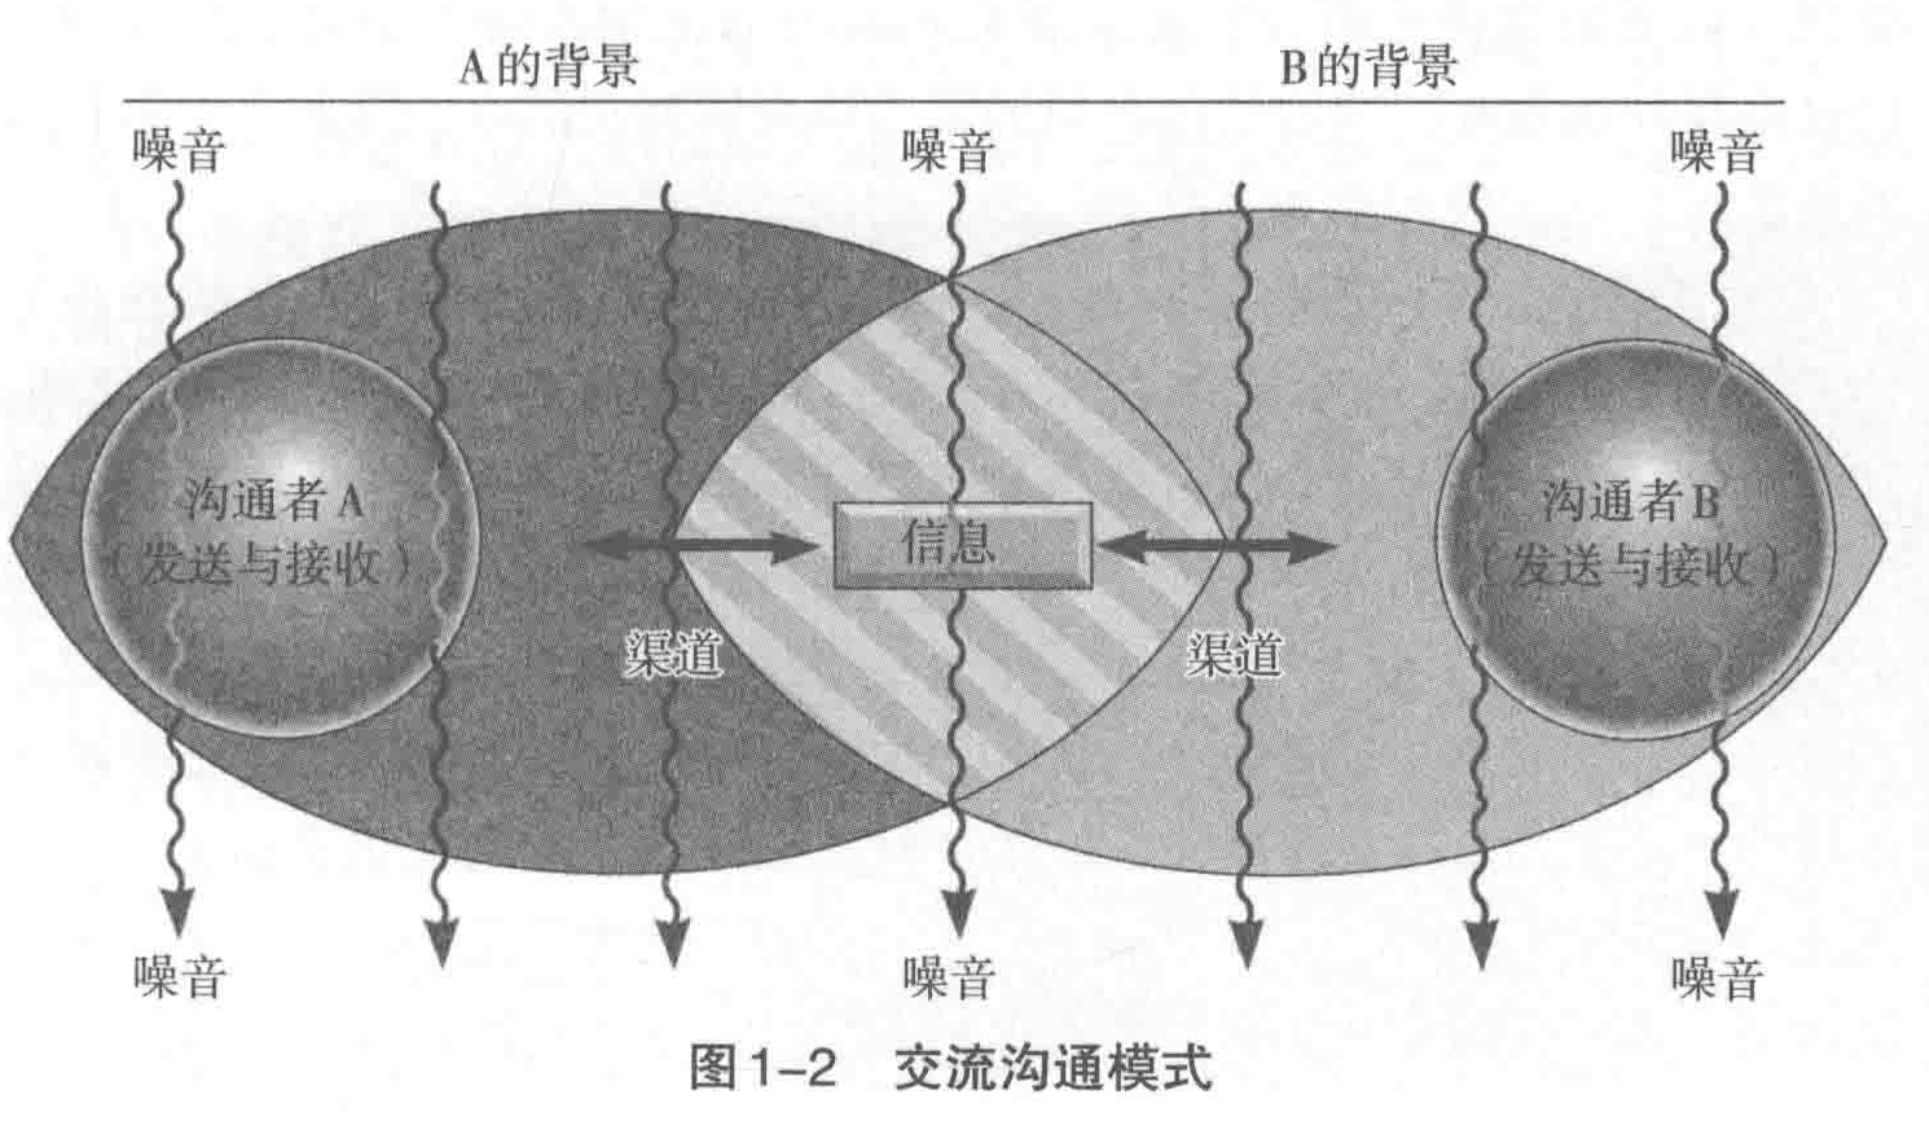 A的背景 B的背景
噪音 噪音 噪音
沟通者A
(发送与接收)
信息
沟通者B
(发送与接收)
渠道 渠道
噪音 噪音 噪音
图1-2 交流沟通模式